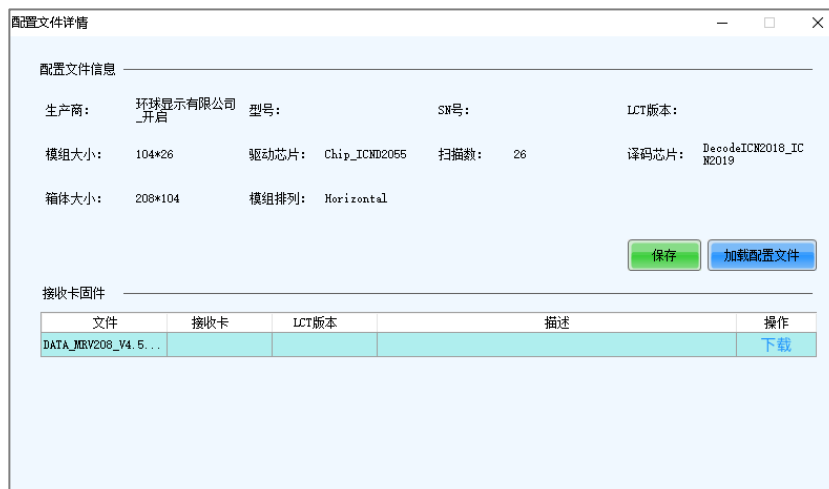 配置文件详情
配置文件信息
生产商： 环球显示有限公司_开启 型号： SN号： LCT版本：
模组大小： 104*26 驱动芯片： Chip_ICND2055 扫描数： 26 译码芯片： DecodeICN2018_ICN2019
箱体大小： 208*104 模组排列： Horizontal
保存 加载配置文件
接收卡固件
文件 接收卡 LCT版本 描述 操作
DATA_MRV208_V4.5... 下载